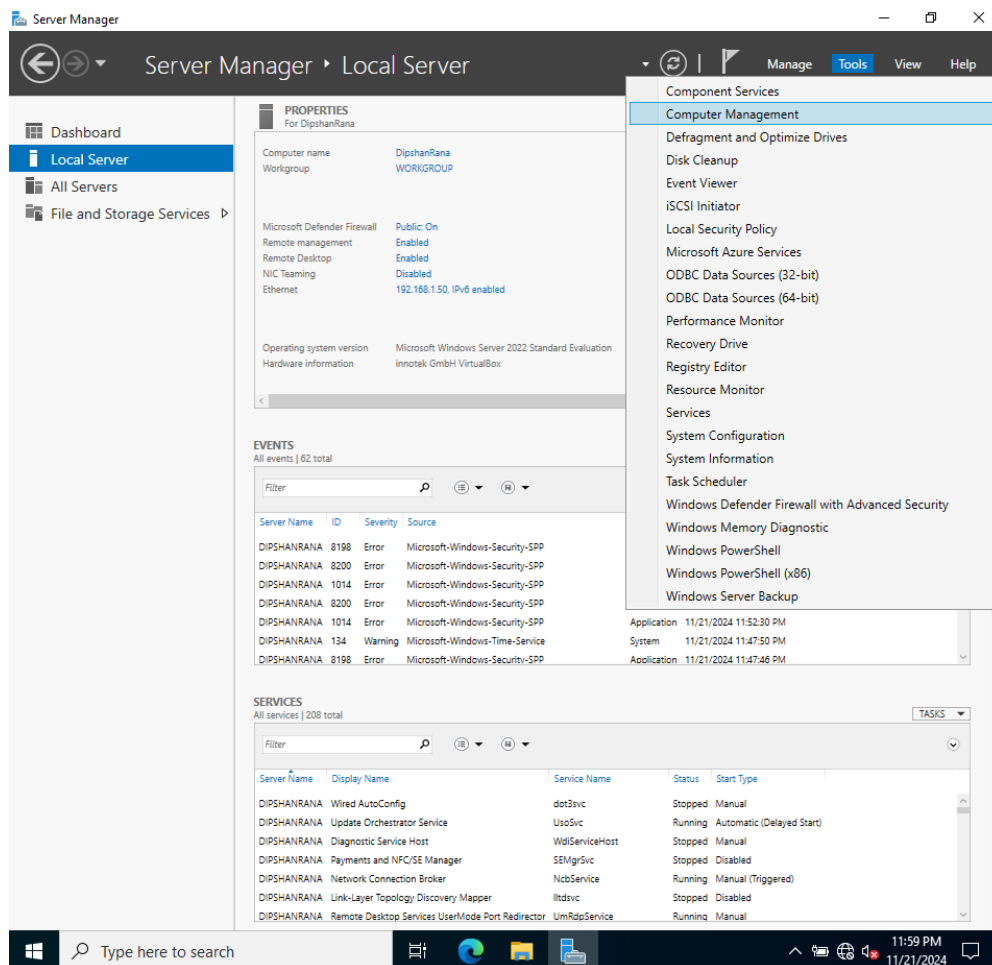 Server Manager
Server Manager ‣ Local Server
Manage Tools View Help
Component Services
Computer Management
Defragment and Optimize Drives
Disk Cleanup
Event Viewer
iSCSI Initiator
Local Security Policy
Microsoft Azure Services
ODBC Data Sources (32-bit)
ODBC Data Sources (64-bit)
Performance Monitor
Recovery Drive
Registry Editor
Resource Monitor
Services
System Configuration
System Information
Task Scheduler
Windows Defender Firewall with Advanced Security
Windows Memory Diagnostic
Windows PowerShell
Windows PowerShell (x86)
Windows Server Backup
Dashboard
Local Server
All Servers
File and Storage Services
PROPERTIES
For DipshanRana
Computer name DipshanRana
Workgroup WORKGROUP
Microsoft Defender Firewall Public: On
Remote management Enabled
Remote Desktop Enabled
NIC Teaming Disabled
Ethernet 192.168.1.50, IPv6 enabled
Operating system version Microsoft Windows Server 2022 Standard Evaluation
Hardware information innotek GmbH VirtualBox
EVENTS
All events | 62 total
Filter
Server Name ID Severity Source
DIPSHANRANA 8198 Error Microsoft-Windows-Security-SPP
DIPSHANRANA 8200 Error Microsoft-Windows-Security-SPP
DIPSHANRANA 1014 Error Microsoft-Windows-Security-SPP
DIPSHANRANA 8200 Error Microsoft-Windows-Security-SPP
DIPSHANRANA 1014 Error Microsoft-Windows-Security-SPP Application 11/21/2024 11:52:30 PM
DIPSHANRANA 134 Warning Microsoft-Windows-Time-Service System 11/21/2024 11:47:50 PM
DIPSHANRANA 8198 Error Microsoft-Windows-Security-SPP Application 11/21/2024 11:47:46 PM
SERVICES
All services | 208 total
TASKS
Filter
Server Name Display Name Service Name Status Start Type
DIPSHANRANA Wired AutoConfig dot3svc Stopped Manual
DIPSHANRANA Update Orchestrator Service UsoSvc Running Automatic (Delayed Start)
DIPSHANRANA Diagnostic Service Host WdiServiceHost Stopped Manual
DIPSHANRANA Payments and NFC/SE Manager SEMgrSvc Stopped Disabled
DIPSHANRANA Network Connection Broker NcbService Running Manual (Triggered)
DIPSHANRANA Link-Layer Topology Discovery Mapper lltdsvc Stopped Disabled
DIPSHANRANA Remote Desktop Services UserMode Port Redirector UmRdpService Running Manual
Type here to search
11:59 PM
11/21/2024